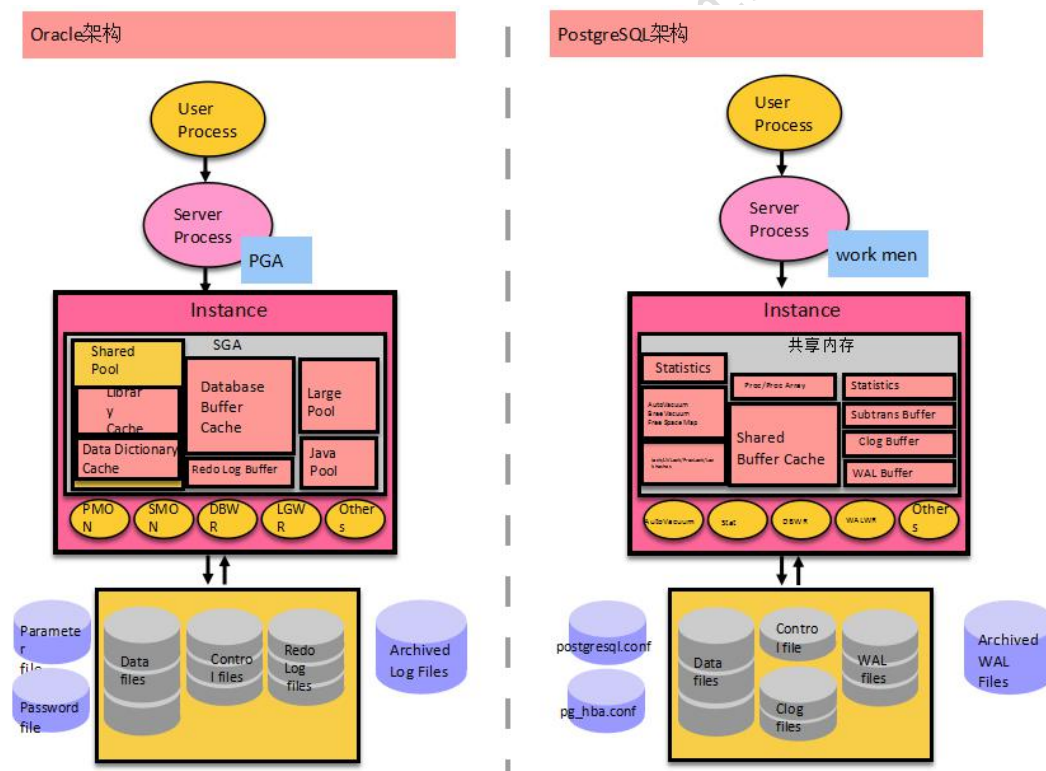 Oracle架构
User
Process
Server
Process
PGA
Instance
SGA
Shared
Pool
Librar
y
Cache
Data Dictionary
Cache
Database
Buffer
Cache
Redo Log Buffer
Large
Pool
Java
Pool
PMO
N
SMO
N
DBW
R
LGW
R
Other
s
Paramete
r
file
Password
file
Data
files
Contro
l files
Redo
Log
files
Archived
Log Files
PostgreSQL架构
User
Process
Server
Process
work men
Instance
共享内存
Statistics
AutoVacuum
Free Space Map
Proc/Proc Array
Shared
Buffer Cache
Statistics
Subtrans Buffer
Clog Buffer
WAL Buffer
AutoVacuum
Stat
DBWR
WALWR
Other
s
postgresql.conf
pg_hba.conf
Data
files
Contro
l file
Clog
files
WAL
files
Archived
WAL
Files